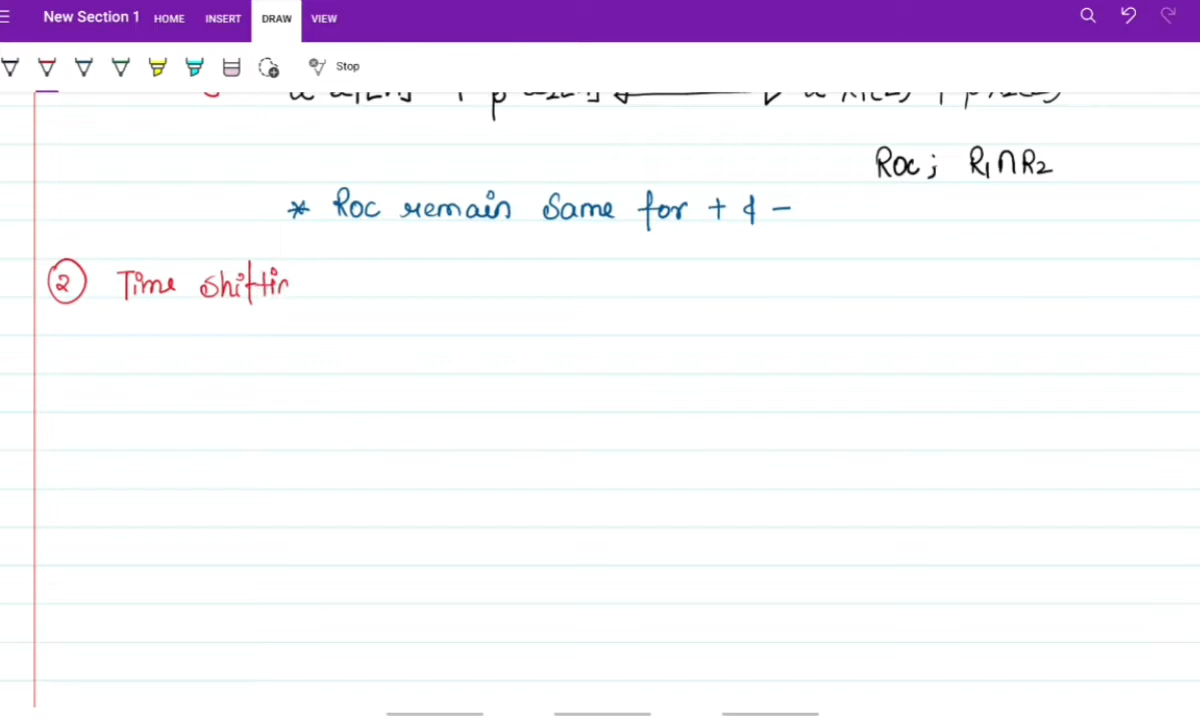 New Section 1 HOME INSERT DRAW VIEW
Stop
Roc; R₁∩R₂
* Roc remain Same for + & -
② Time shiftin